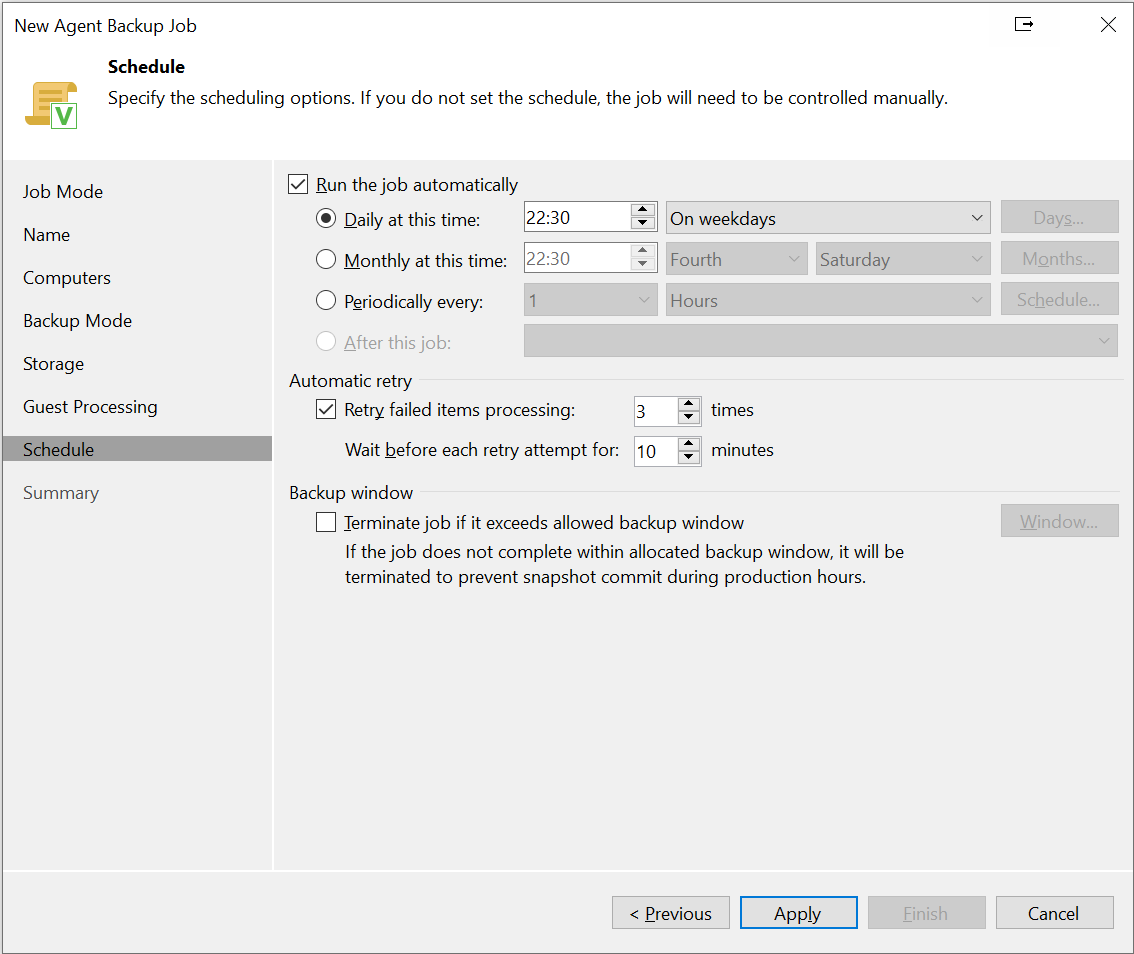 New Agent Backup Job
Schedule
Specify the scheduling options. If you do not set the schedule, the job will need to be controlled manually.
V
Job Mode
Name
Computers
Backup Mode
Storage
Guest Processing
Schedule
Summary
Run the job automatically
Daily at this time: 22:30 On weekdays Days...
Monthly at this time: 22:30 Fourth Saturday Months...
Periodically every: 1 Hours Schedule...
After this job:
Automatic retry
Retry failed items processing: 3 times
Wait before each retry attempt for: 10 minutes
Backup window
Terminate job if it exceeds allowed backup window Window...
If the job does not complete within allocated backup window, it will be
terminated to prevent snapshot commit during production hours.
< Previous Apply Finish Cancel